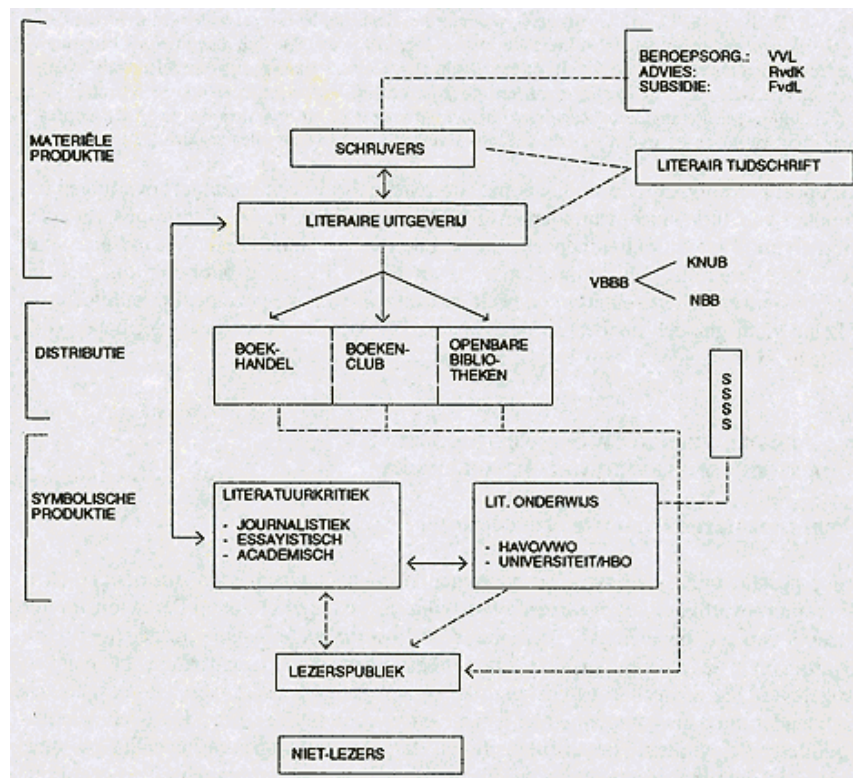 BEROEPSORG.: VVL
ADVIES: RvdK
SUBSIDIE: FvdL
MATERIËLE
PRODUKTIE
SCHRIJVERS
LITERAIR TIJDSCHRIFT
LITERAIRE UITGEVERIJ
KNUB
VBBB
NBB
DISTRIBUTIE
BOEK-
HANDEL
BOEKEN-
CLUB
OPENBARE
BIBLIO-
THEKEN
S
S
S
S
SYMBOLISCHE
PRODUKTIE
LITERATUURKRITIEK
- JOURNALISTIEK
- ESSAYISTISCH
- ACADEMISCH
LIT. ONDERWIJS
- HAVO/VWO
- UNIVERSITEIT/HBO
LEZERSPUBLIEK
NIET-LEZERS